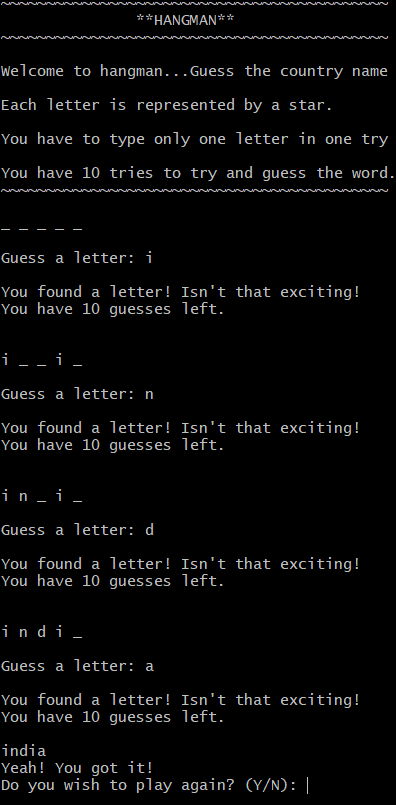 ~~~~~~~~~~~~~~~~~~~~~~~~~~~~~~~~~~~~~~~~~~~
**HANGMAN**
~~~~~~~~~~~~~~~~~~~~~~~~~~~~~~~~~~~~~~~~~~~
Welcome to hangman...Guess the country name
Each letter is represented by a star.
You have to type only one letter in one try
You have 10 tries to try and guess the word.
~~~~~~~~~~~~~~~~~~~~~~~~~~~~~~~~~~~~~~~~~~~
_ _ _ _ _
Guess a letter: i
You found a letter! Isn't that exciting!
You have 10 guesses left.
i _ _ i _
Guess a letter: n
You found a letter! Isn't that exciting!
You have 10 guesses left.
i n _ i _
Guess a letter: d
You found a letter! Isn't that exciting!
You have 10 guesses left.
i n d i _
Guess a letter: a
You found a letter! Isn't that exciting!
You have 10 guesses left.
india
Yeah! You got it!
Do you wish to play again? (Y/N):